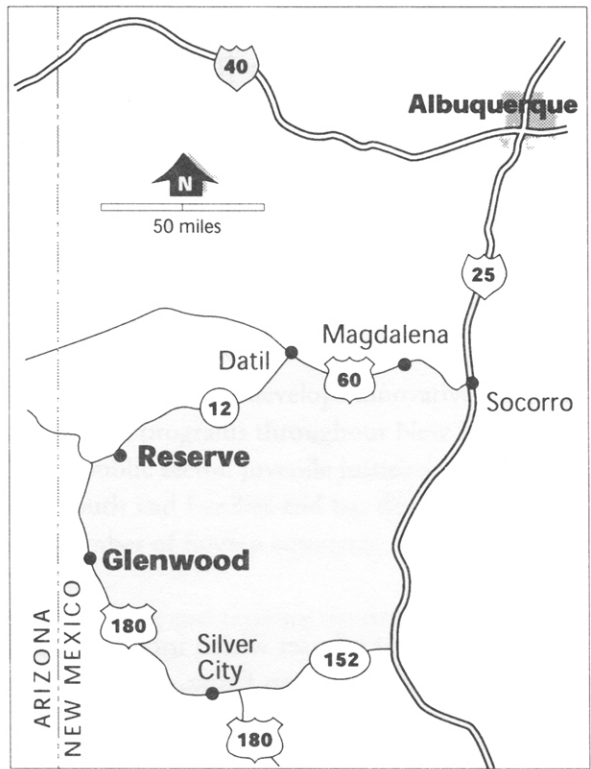 40
Albuquerque
N
50 miles
25
Magdalena
Datil
60
Socorro
12
Reserve
Glenwood
180
Silver
City
152
ARIZONA
NEW MEXICO
180